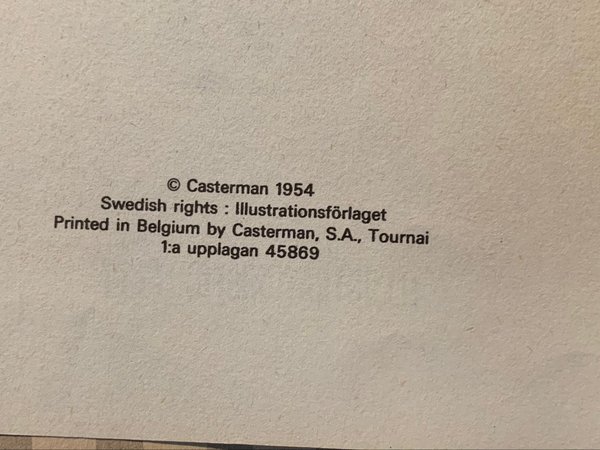 © Casterman 1954
Swedish rights : Illustrationsförlaget
Printed in Belgium by Casterman, S.A., Tournai
1:a upplagan 45869